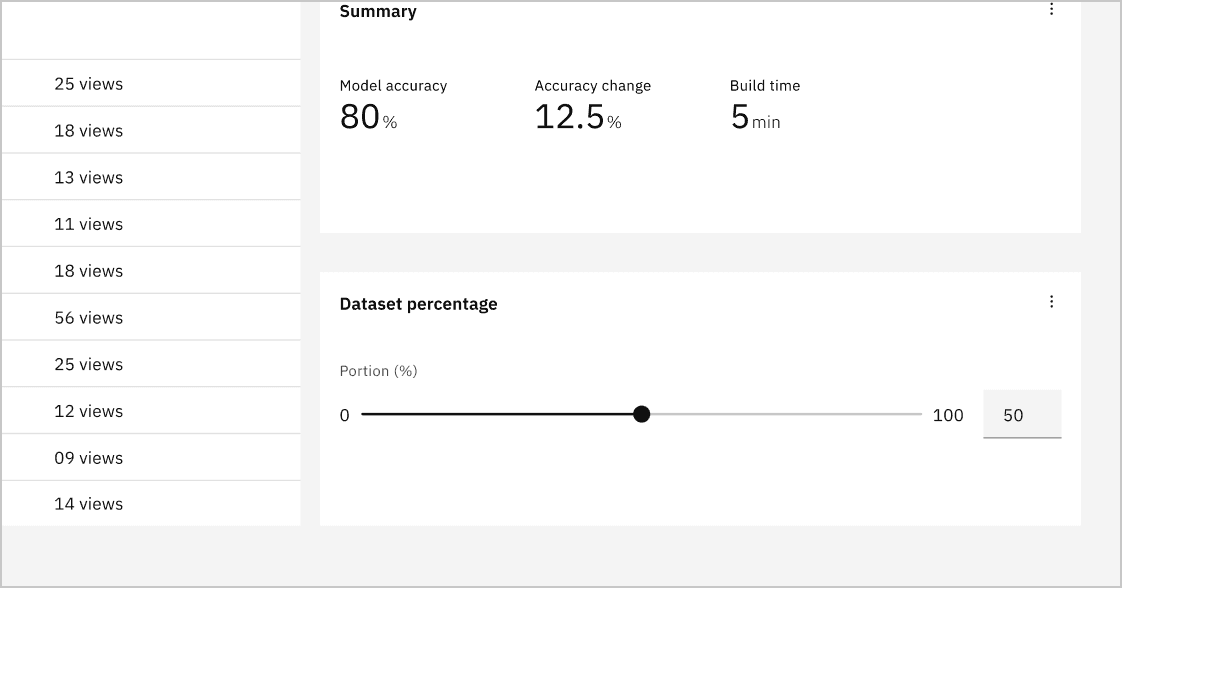 25 views
18 views
13 views
11 views
18 views
56 views
25 views
12 views
09 views
14 views
Summary
Model accuracy
80%
Accuracy change
12.5%
Build time
5min
Dataset percentage
Portion (%)
0 100 50